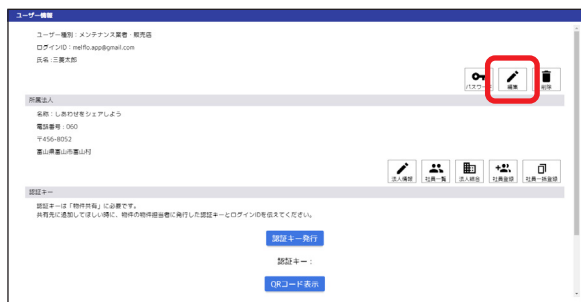 ユーザー情報
ユーザー種別：メンテナンス業者・販売店
ログインID：melflo.app@gmail.com
氏名：三菱太郎
パスワード 編集 削除
所属法人
名称：しあわせをシェアしよう
電話番号：060
〒456-8052
富山県富山市富山村
法人情報 社員一覧 法人統合 社員登録 社員一括登録
認証キー
認証キーは「物件共有」に必要です。
共有先に追加してほしい時に、物件の物件担当者に発行した認証キーとログインIDを伝えてください。
認証キー発行
認証キー：
QRコード表示